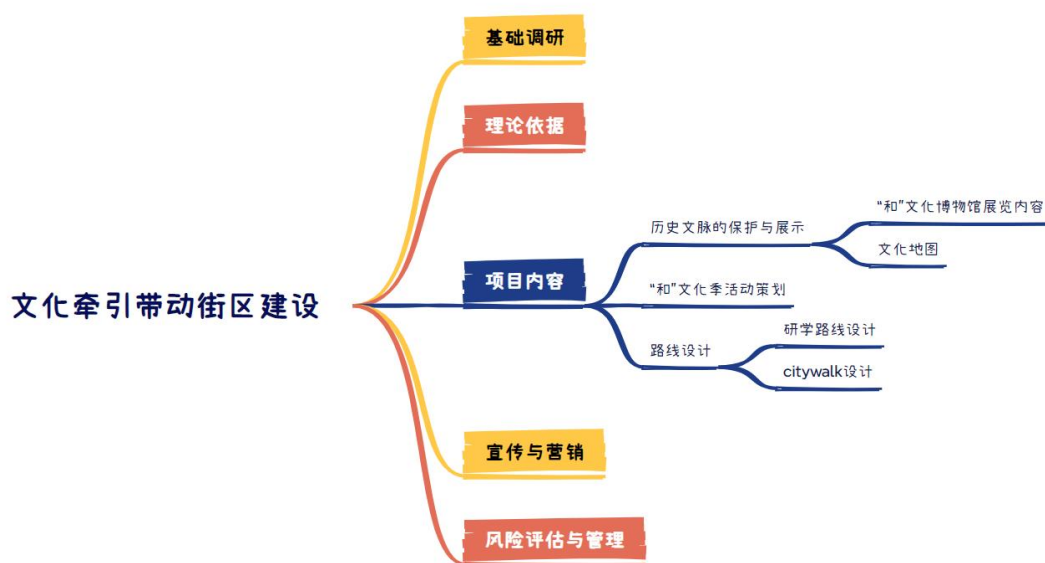 文化牵引带动街区建设
基础调研
理论依据
项目内容
历史文脉的保护与展示
“和”文化博物馆展览内容
文化地图
“和”文化季活动策划
路线设计
研学路线设计
citywalk设计
宣传与营销
风险评估与管理